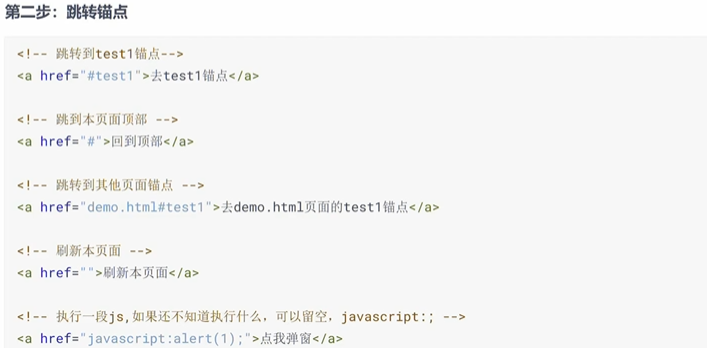 第二步：跳转锚点
<!-- 跳转到test1锚点-->
<a href="#test1">去test1锚点</a>
<!-- 跳到本页面顶部 -->
<a href="#">回到顶部</a>
<!-- 跳转到其他页面锚点 -->
<a href="demo.html#test1">去demo.html页面的test1锚点</a>
<!-- 刷新本页面 -->
<a href="">刷新本页面</a>
<!-- 执行一段js,如果还不知道执行什么，可以留空，javascript:; -->
<a href="javascript:alert(1);">点我弹窗</a>